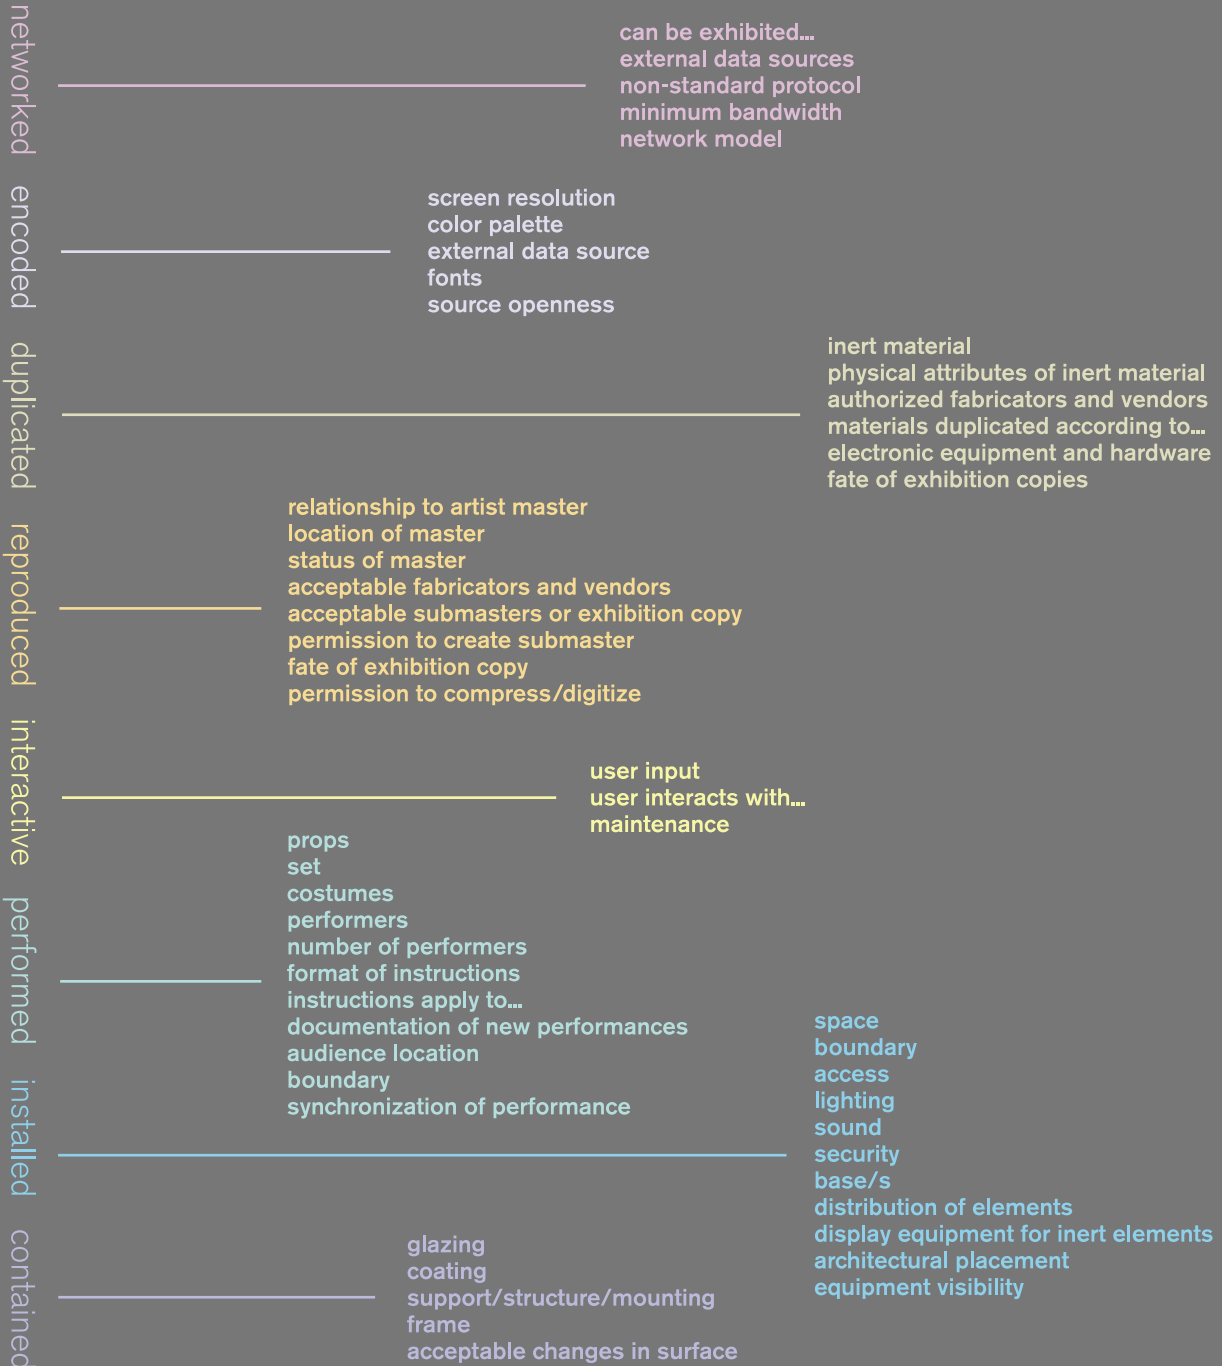 networked
can be exhibited...
external data sources
non-standard protocol
minimum bandwidth
network model
encoded
screen resolution
color palette
external data source
fonts
source openness
duplicated
inert material
physical attributes of inert material
authorized fabricators and vendors
materials duplicated according to...
electronic equipment and hardware
fate of exhibition copies
reproduced
relationship to artist master
location of master
status of master
acceptable fabricators and vendors
acceptable submasters or exhibition copy
permission to create submaster
fate of exhibition copy
permission to compress/digitize
interactive
user input
user interacts with...
maintenance
performed
props
set
costumes
performers
number of performers
format of instructions
instructions apply to...
documentation of new performances
audience location
boundary
synchronization of performance
installed
space
boundary
access
lighting
sound
security
base/s
distribution of elements
display equipment for inert elements
architectural placement
equipment visibility
contained
glazing
coating
support/structure/mounting
frame
acceptable changes in surface